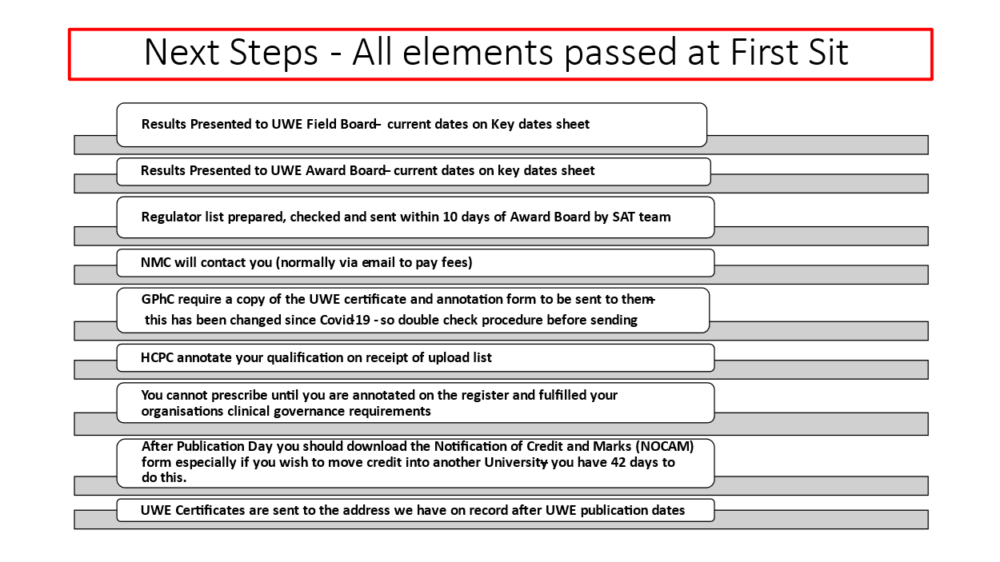 Next Steps - All elements passed at First Sit
Results Presented to UWE Field Board– current dates on Key dates sheet
Results Presented to UWE Award Board– current dates on key dates sheet
Regulator list prepared, checked and sent within 10 days of Award Board by SAT team
NMC will contact you (normally via email to pay fees)
GPhC require a copy of the UWE certificate and annotation form to be sent to them–
this has been changed since Covid-19 - so double check procedure before sending
HCPC annotate your qualification on receipt of upload list
You cannot prescribe until you are annotated on the register and fulfilled your
organisations clinical governance requirements
After Publication Day you should download the Notification of Credit and Marks (NOCAM)
form especially if you wish to move credit into another University– you have 42 days to
do this.
UWE Certificates are sent to the address we have on record after UWE publication dates